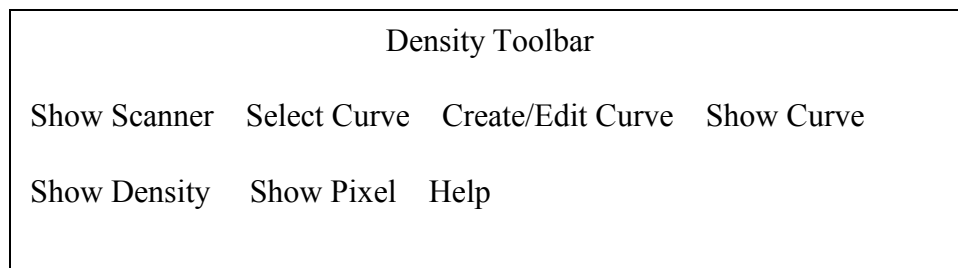 Density Toolbar
Show Scanner Select Curve Create/Edit Curve Show Curve
Show Density Show Pixel Help